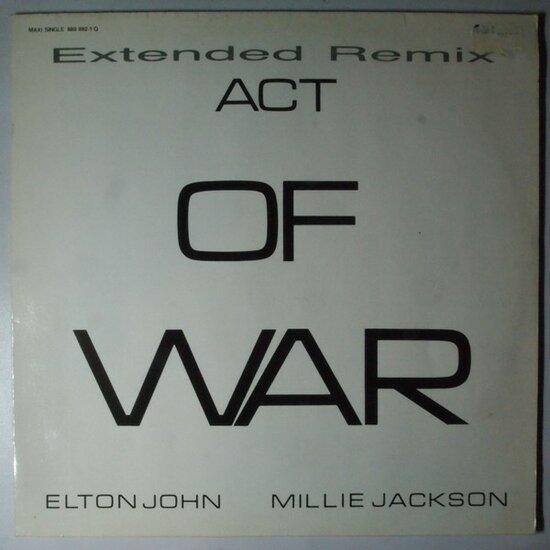 MAXI SINGLE 880 882-1 Q
Extended Remix
ACT
OF
WAR
ELTON JOHN MILLIE JACKSON